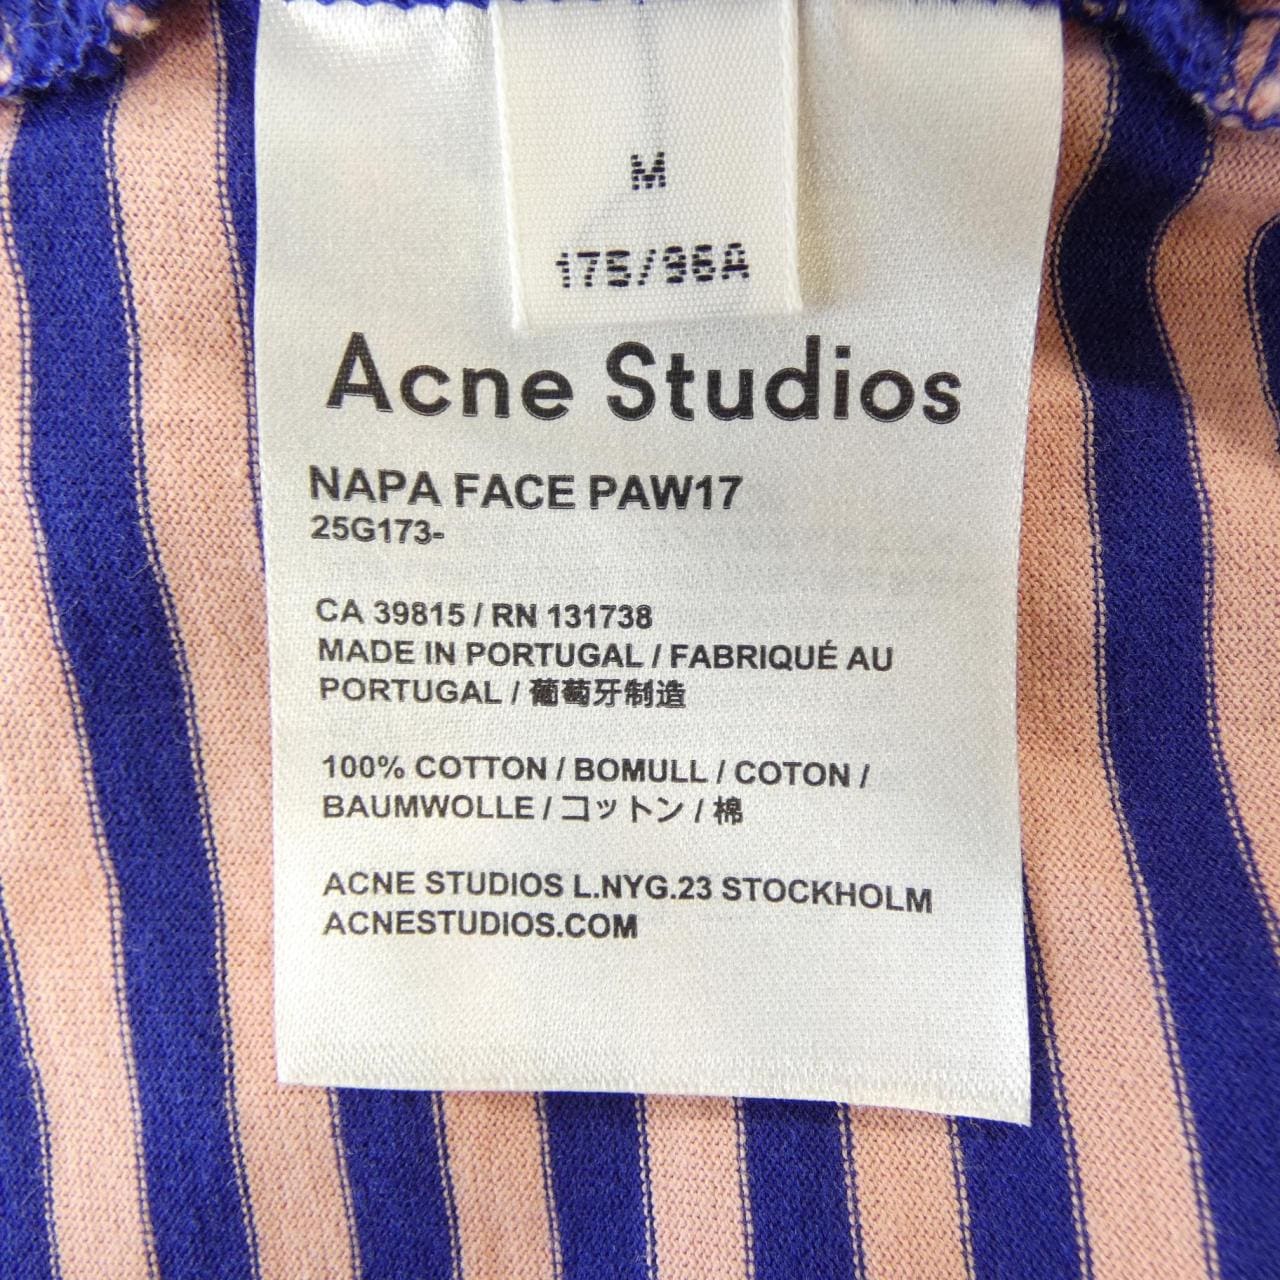 M
175/96A
Acne Studios
NAPA FACE PAW17
25G173-
CA 39815 / RN 131738
MADE IN PORTUGAL / FABRIQUÉ AU
PORTUGAL / 葡萄牙制造
100% COTTON / BOMULL / COTON /
BAUMWOLLE / コットン / 棉
ACNE STUDIOS L.NYG.23 STOCKHOLM
ACNESTUDIOS.COM